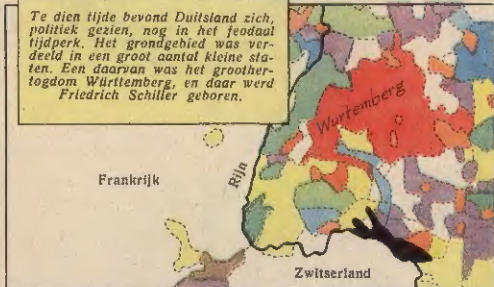 Te dien tijde bevond Duitsland zich,
politiek gezien, nog in het feodaal
tijdperk. Het grondgebied was ver-
deeld in een groot aantal kleine sta-
ten. Een daarvan was het groother-
togdom Württemberg, en daar werd
Friedrich Schiller geboren.
Wurtemberg
Frankrijk
Rijn
Zwitserland